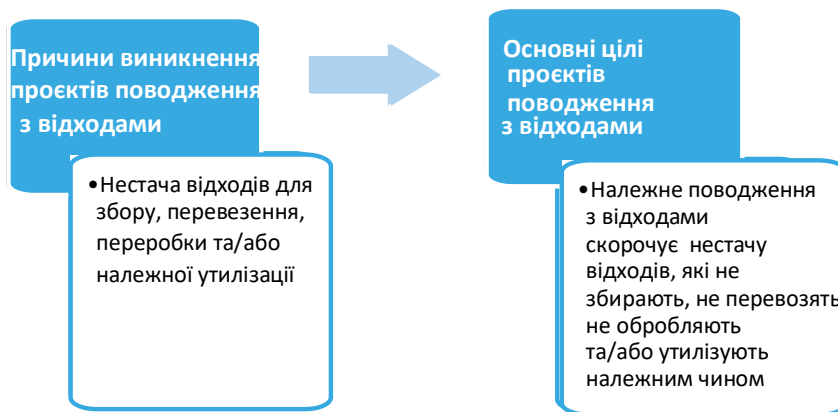 Причини виникнення
проєктів поводження
з відходами
•Нестача відходів для
збору, перевезення,
переробки та/або
належної утилізації
Основні цілі
проєктів
поводження
з відходами
•Належне поводження
з відходами
скорочує нестачу
відходів, які не
збирають, не перевозять
не обробляють
та/або утилізують
належним чином